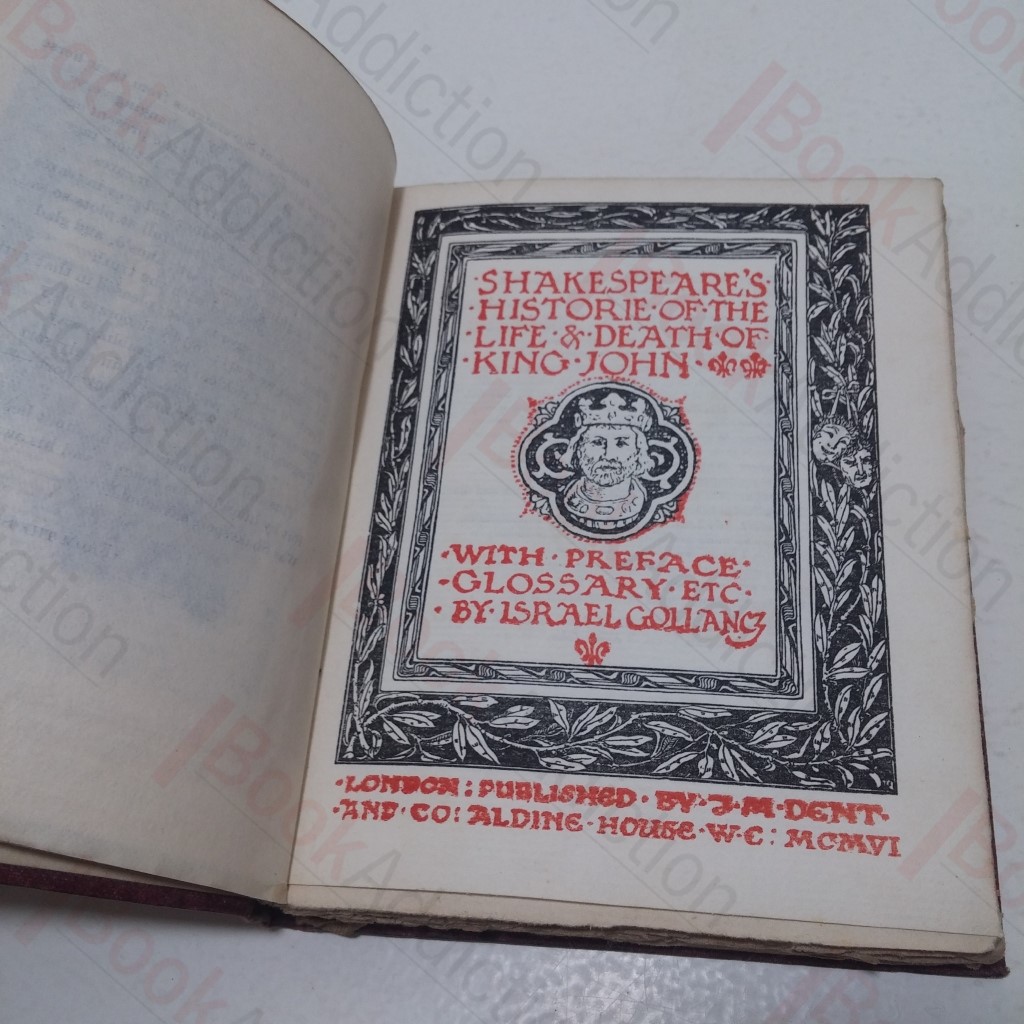 ·SHAKESPEARE'S·
·HISTORIE·OF·THE
·LIFE·&·DEATH·OF
·KING·JOHN·
·WITH·PREFACE·
·GLOSSARY·ETC·
·BY·ISRAEL GOLLANCZ
·LONDON: PUBLISHED·BY·J·M·DENT·
·AND·CO: ALDINE·HOUSE·W·C: MCMVI
BookAddiction